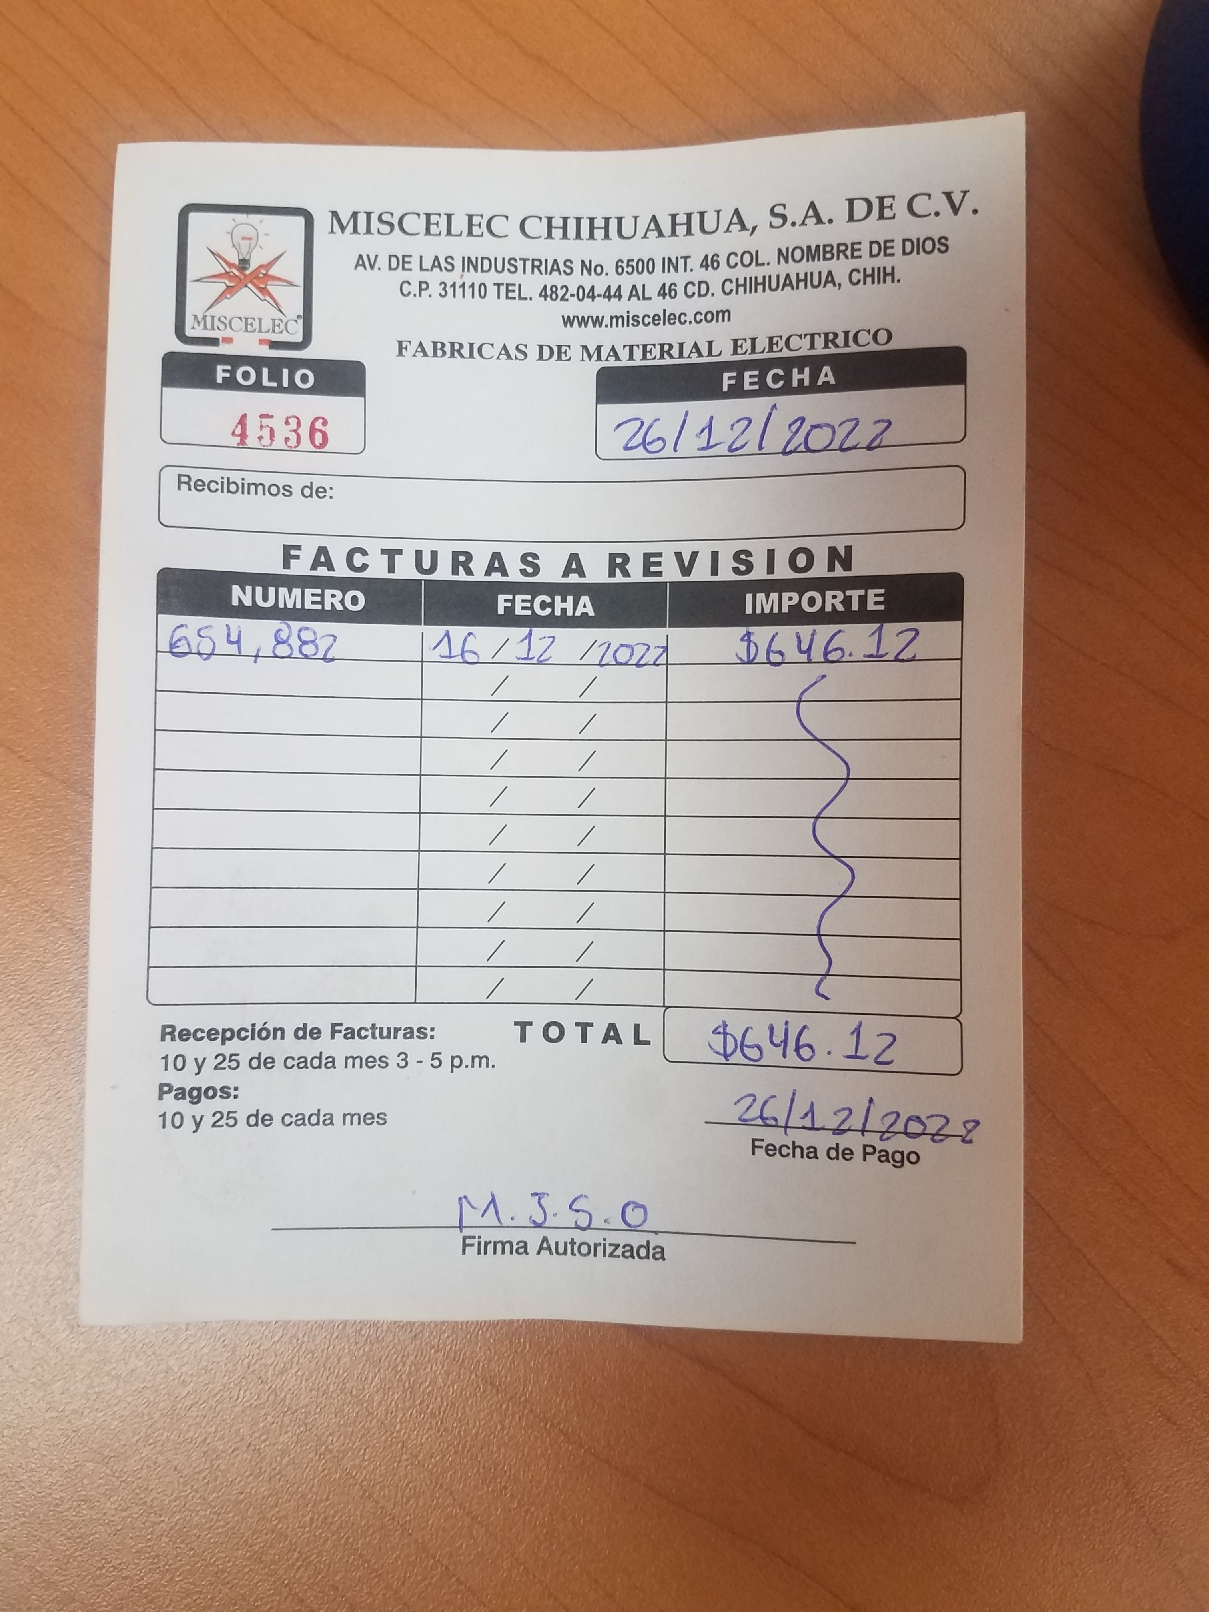 MISCELEC
MISCELEC CHIHUAHUA, S.A. DE C.V.
AV. DE LAS INDUSTRIAS No. 6500 INT. 46 COL. NOMBRE DE DIOS
C.P. 31110 TEL. 482-04-44 AL 46 CD. CHIHUAHUA, CHIH.
www.miscelec.com
FABRICAS DE MATERIAL ELECTRICO
FOLIO
4536
FECHA
26/12/2022
Recibimos de:
FACTURAS A REVISION
NUMERO FECHA IMPORTE
654,882 16/12/2022 $646.12
/ /
/ /
/ /
/ /
/ /
/ /
/ /
/ /
/ /
Recepción de Facturas: TOTAL $646.12
10 y 25 de cada mes 3 - 5 p.m.
Pagos:
10 y 25 de cada mes
26/12/2022
Fecha de Pago
M.J.S.O
Firma Autorizada